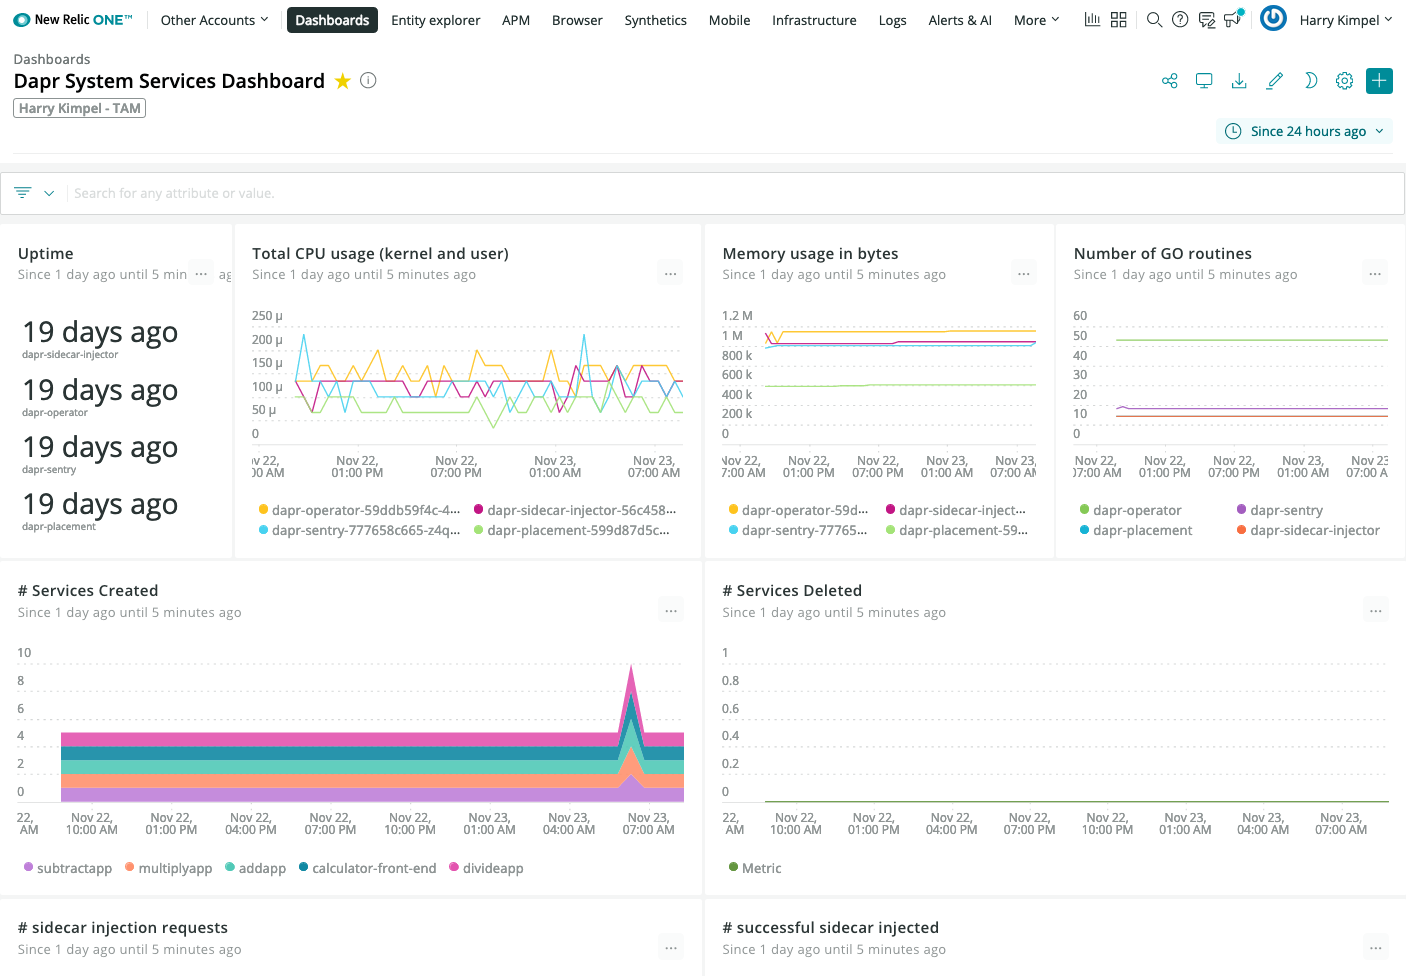 New Relic ONE™
Other Accounts
Dashboards
Entity explorer
APM
Browser
Synthetics
Mobile
Infrastructure
Logs
Alerts & AI
More
Harry Kimpel
Dashboards
Dapr System Services Dashboard
Harry Kimpel - TAM
Since 24 hours ago
Search for any attribute or value.
Uptime
Since 1 day ago until 5 min ... ag
19 days ago
dapr-sidecar-injector
19 days ago
dapr-operator
19 days ago
dapr-sentry
19 days ago
dapr-placement
Total CPU usage (kernel and user)
Since 1 day ago until 5 minutes ago
...
250 µ
200 µ
150 µ
100 µ
50 µ
0
ov 22, Nov 22, Nov 22, Nov 23, Nov 23,
00 AM 01:00 PM 07:00 PM 01:00 AM 07:00 AM
dapr-operator-59ddb59f4c-4... dapr-sidecar-injector-56c458...
dapr-sentry-777658c665-z4q... dapr-placement-599d87d5c...
Memory usage in bytes
Since 1 day ago until 5 minutes ago
...
1.2 M
1 M
800 k
600 k
400 k
200 k
0
Nov 22, Nov 22, Nov 22, Nov 23, Nov 23,
7:00 AM 01:00 PM 07:00 PM 01:00 AM 07:00 A
dapr-operator-59d... dapr-sidecar-inject...
dapr-sentry-77765... dapr-placement-59...
Number of GO routines
Since 1 day ago until 5 minutes ago
...
60
50
40
30
20
10
0
Nov 22, Nov 22, Nov 22, Nov 23, Nov 23
7:00 AM 01:00 PM 07:00 PM 01:00 AM 07:00 A
dapr-operator dapr-sentry
dapr-placement dapr-sidecar-injector
# Services Created
Since 1 day ago until 5 minutes ago
...
10
8
6
4
2
0
22, Nov 22, Nov 22, Nov 22, Nov 22, Nov 22, Nov 23, Nov 23, Nov 23,
AM 10:00 AM 01:00 PM 04:00 PM 07:00 PM 10:00 PM 01:00 AM 04:00 AM 07:00 AM
subtractapp multiplyapp addapp calculator-front-end divideapp
# Services Deleted
Since 1 day ago until 5 minutes ago
...
1
0.8
0.6
0.4
0.2
0
22, Nov 22, Nov 22, Nov 22, Nov 22, Nov 22, Nov 23, Nov 23, Nov 23,
AM 10:00 AM 01:00 PM 04:00 PM 07:00 PM 10:00 PM 01:00 AM 04:00 AM 07:00 AM
Metric
# sidecar injection requests
Since 1 day ago until 5 minutes ago
...
# successful sidecar injected
Since 1 day ago until 5 minutes ago
...